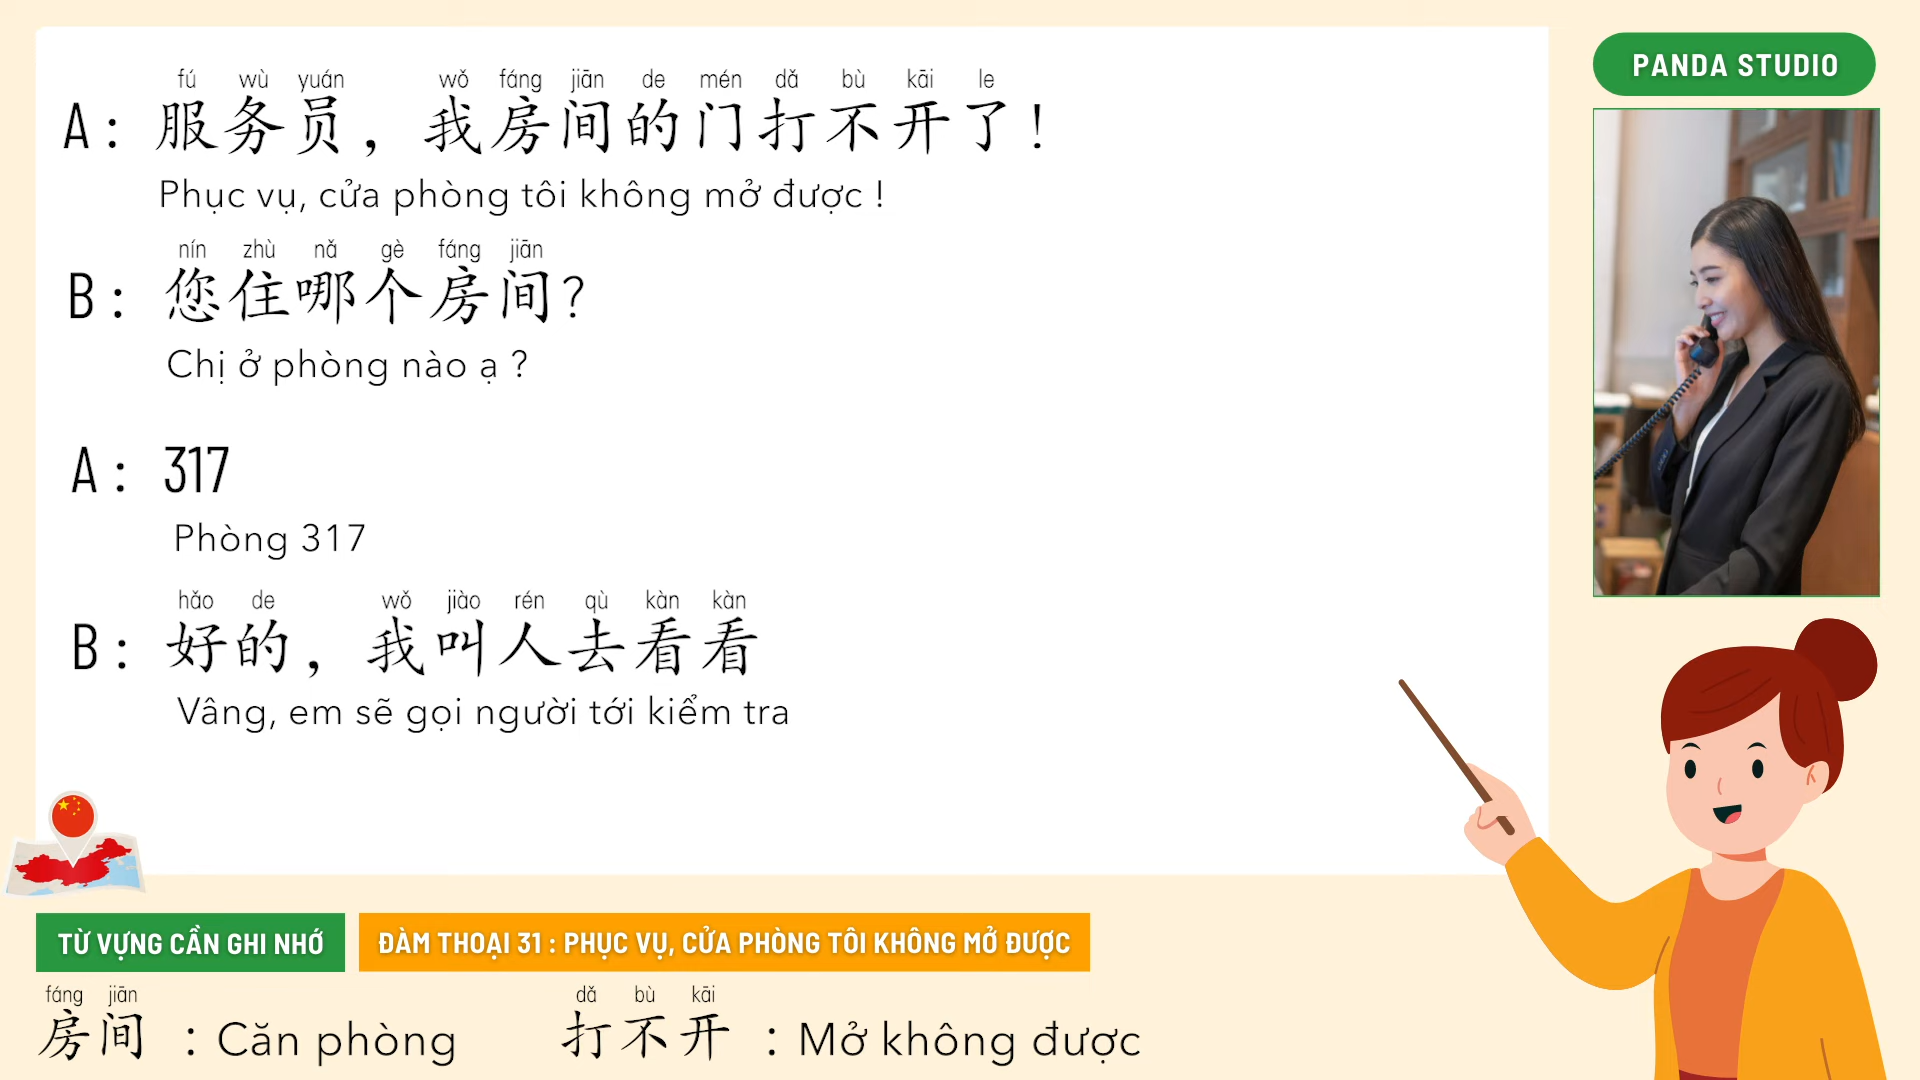 PANDA STUDIO
fú wù yuán wǒ fáng jiān de mén dǎ bù kāi le
A : 服务员，我房间的门打不开了！
Phục vụ, cửa phòng tôi không mở được !
nín zhù nǎ gè fáng jiān
B : 您住哪个房间？
Chị ở phòng nào ạ ?
A : 317
Phòng 317
hǎo de wǒ jiào rén qù kàn kàn
B : 好的，我叫人去看看
Vâng, em sẽ gọi người tới kiểm tra
TỪ VỰNG CẦN GHI NHỚ
ĐÀM THOẠI 31 : PHỤC VỤ, CỬA PHÒNG TÔI KHÔNG MỞ ĐƯỢC
fáng jiān
房间 : Căn phòng
dǎ bù kāi
打不开 : Mở không được